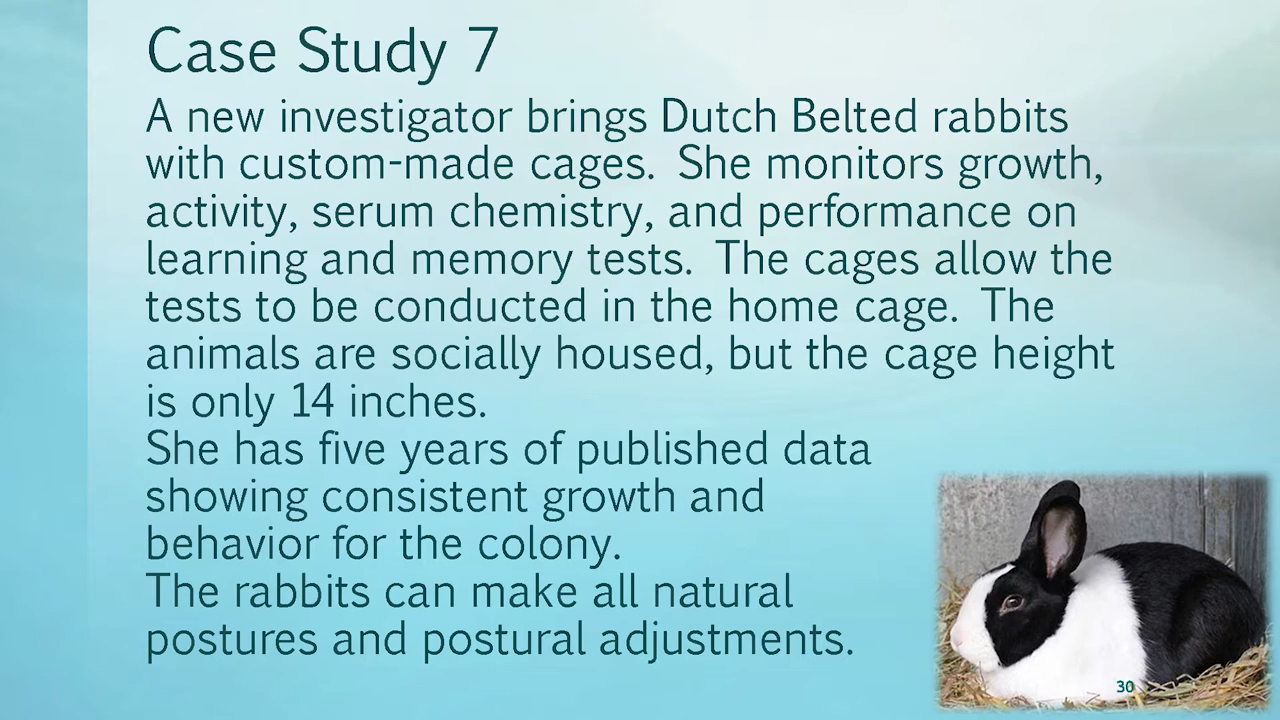 Case Study 7
A new investigator brings Dutch Belted rabbits
with custom-made cages. She monitors growth,
activity, serum chemistry, and performance on
learning and memory tests. The cages allow the
tests to be conducted in the home cage. The
animals are socially housed, but the cage height
is only 14 inches.
She has five years of published data
showing consistent growth and
behavior for the colony.
The rabbits can make all natural
postures and postural adjustments.
30